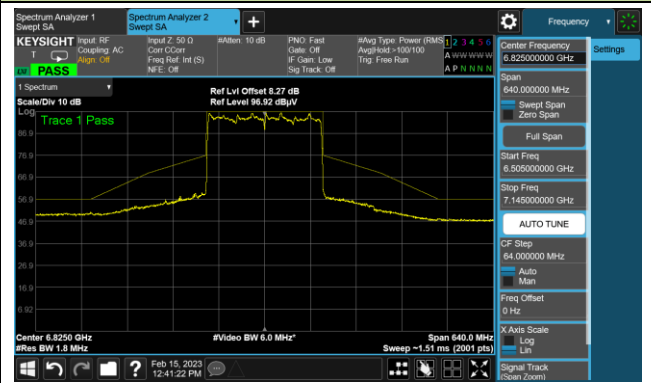 Spectrum Analyzer 1
Swept SA
Spectrum Analyzer 2
Swept SA
Frequency
KEYSIGHT
T
LXI
PASS
Input: RF
Coupling: AC
Align: Off
Input Z: 50 Ω
Corr CCorr
Freq Ref: Int (S)
NFE: Off
#Atten: 10 dB
PNO: Fast
Gate: Off
IF Gain: Low
Sig Track: Off
#Avg Type: Power (RMS
Avg|Hold:>100/100
Trig: Free Run
1 2 3 4 5 6
A W W W W W
A P N N N N
1 Spectrum
Scale/Div 10 dB
Ref Lvl Offset 8.27 dB
Ref Level 96.92 dBµV
Log
Trace 1 Pass
86.9
76.9
66.9
56.9
46.9
36.9
26.9
16.9
6.92
Center 6.8250 GHz
#Res BW 1.8 MHz
#Video BW 6.0 MHz*
Span 640.0 MHz
Sweep ~1.51 ms (2001 pts)
Center Frequency
6.825000000 GHz
Settings
Span
640.000000 MHz
Swept Span
Zero Span
Full Span
Start Freq
6.505000000 GHz
Stop Freq
7.145000000 GHz
AUTO TUNE
CF Step
64.000000 MHz
Auto
Man
Freq Offset
0 Hz
X Axis Scale
Log
Lin
Signal Track
(Span Zoom)
?
Feb 15, 2023
12:41:22 PM